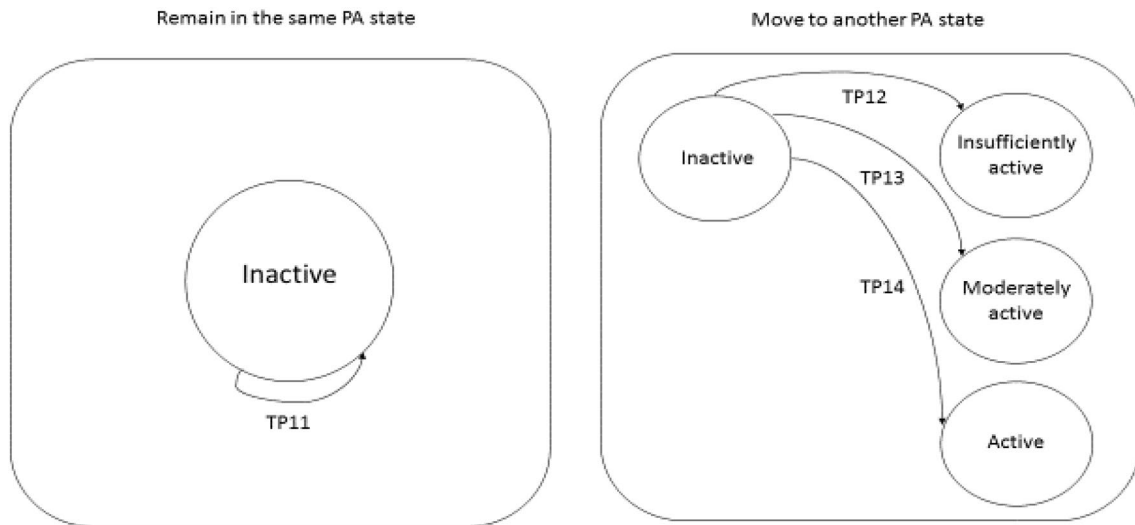 Remain in the same PA state
Inactive
TP11
Move to another PA state
Inactive
TP12
TP13
TP14
Insufficiently
active
Moderately
active
Active